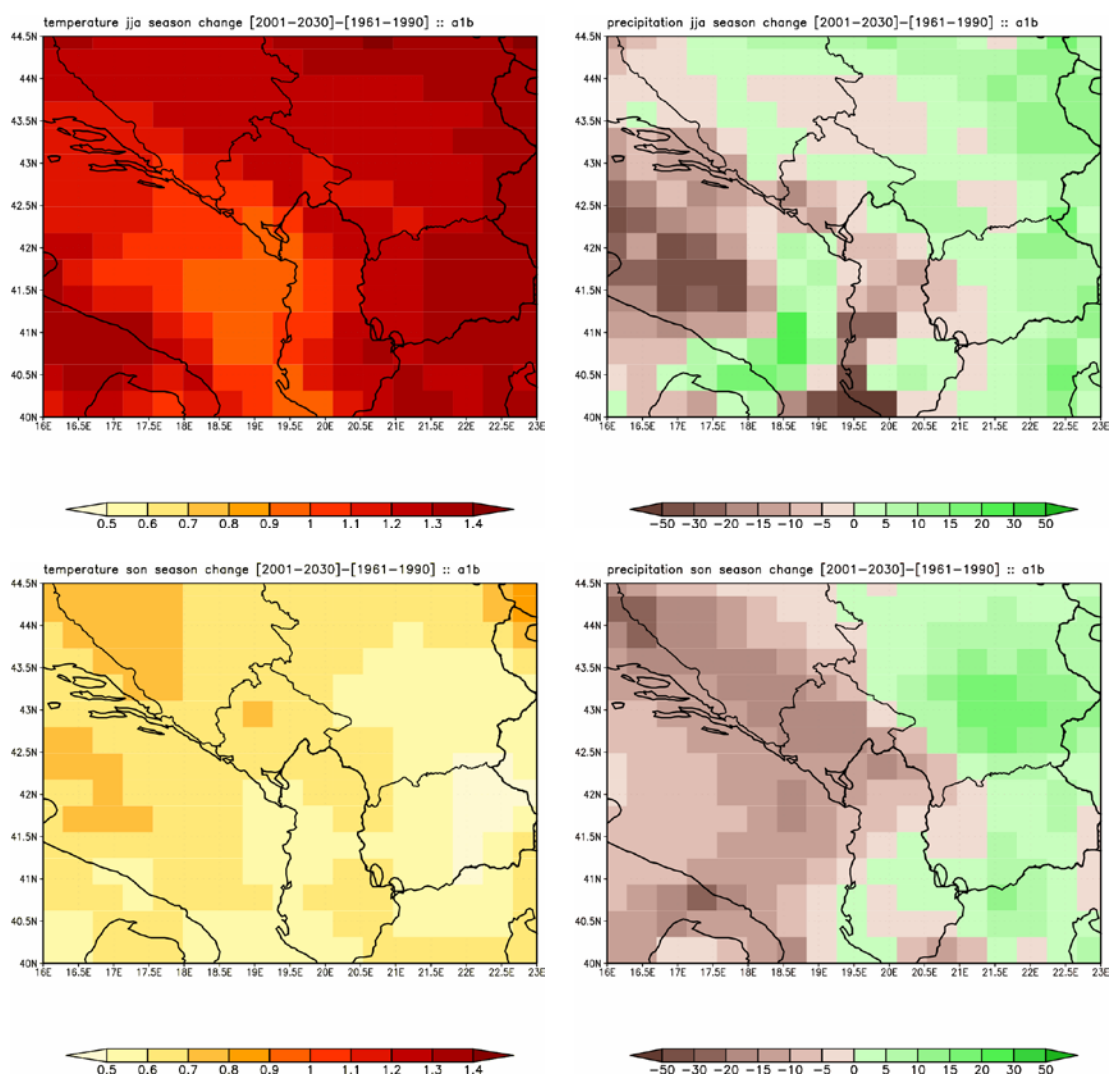 temperature jja season change [2001-2030]-[1961-1990] :: a1b
44.5N
44N
43.5N
43N
42.5N
42N
41.5N
41N
40.5N
40N
16E 16.5E 17E 17.5E 18E 18.5E 19E 19.5E 20E 20.5E 21E 21.5E 22E 22.5E 23E
0.5 0.6 0.7 0.8 0.9 1 1.1 1.2 1.3 1.4
precipitation jja season change [2001-2030]-[1961-1990] :: a1b
44.5N
44N
43.5N
43N
42.5N
42N
41.5N
41N
40.5N
40N
16E 16.5E 17E 17.5E 18E 18.5E 19E 19.5E 20E 20.5E 21E 21.5E 22E 22.5E 23E
-50 -30 -20 -15 -10 -5 0 5 15 20 30 50
temperature son season change [2001-2030]-[1961-1990] :: a1b
44.5N
44N
43.5N
43N
42.5N
42N
41.5N
41N
40.5N
40N
16E 16.5E 17E 17.5E 18E 18.5E 19E 19.5E 20E 20.5E 21E 21.5E 22E 22.5E 23E
0.5 0.6 0.7 0.8 0.9 1 1.1 1.2 1.3 1.4
precipitation son season change [2001-2030]-[1961-1990] :: a1b
44.5N
44N
43.5N
43N
42.5N
42N
41.5N
41N
40.5N
40N
16E 16.5E 17E 17.5E 18E 18.5E 19E 19.5E 20E 20.5E 21E 21.5E 22E 22.5E 23E
-50 -30 -20 -15 -10 -5 0 5 15 20 30 50